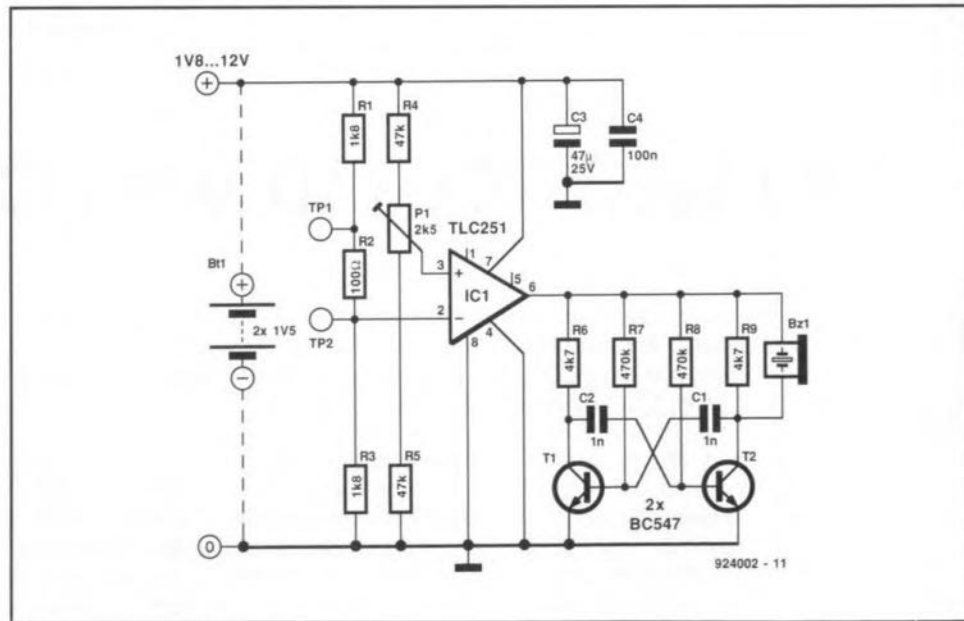 1V8...12V
+
R1
1k8
R4
47k
C3
47µ
25V
C4
100n
TP1
P1
2k5
TLC251
R2
100Ω
1
7
3
+
5
6
IC1
Bt1
+
2x 1V5
−
TP2
2
−
4
8
R6
4k7
R7
470k
R8
470k
R9
4k7
Bz1
C2
1n
C1
1n
T1
T2
R3
1k8
R5
47k
2x
BC547
0
924002 - 11